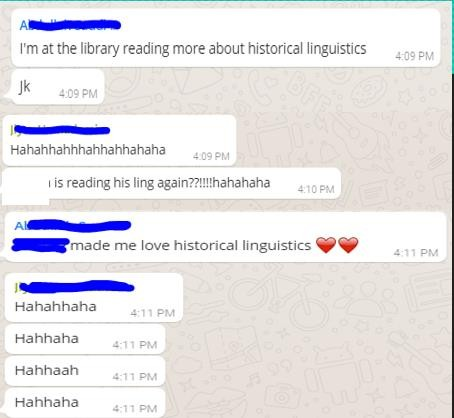 I'm at the library reading more about historical linguistics
4:09 PM
Jk
4:09 PM
Hahahhahhhahhahhahaha
4:09 PM
is reading his ling again??!!!!hahahaha
4:10 PM
made me love historical linguistics ❤❤
4:11 PM
Hahahhaha
4:11 PM
Hahhaha
4:11 PM
Hahhaah
4:11 PM
Hahhaha
4:11 PM